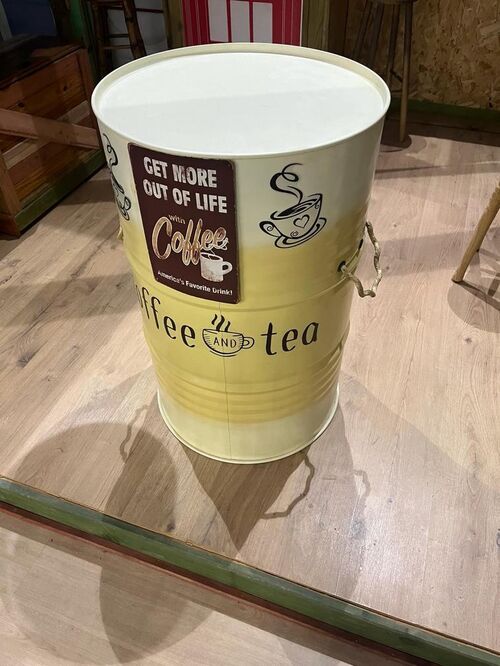 GET MORE
OUT OF LIFE
with
Coffee
America's Favorite Drink!
ffee AND tea